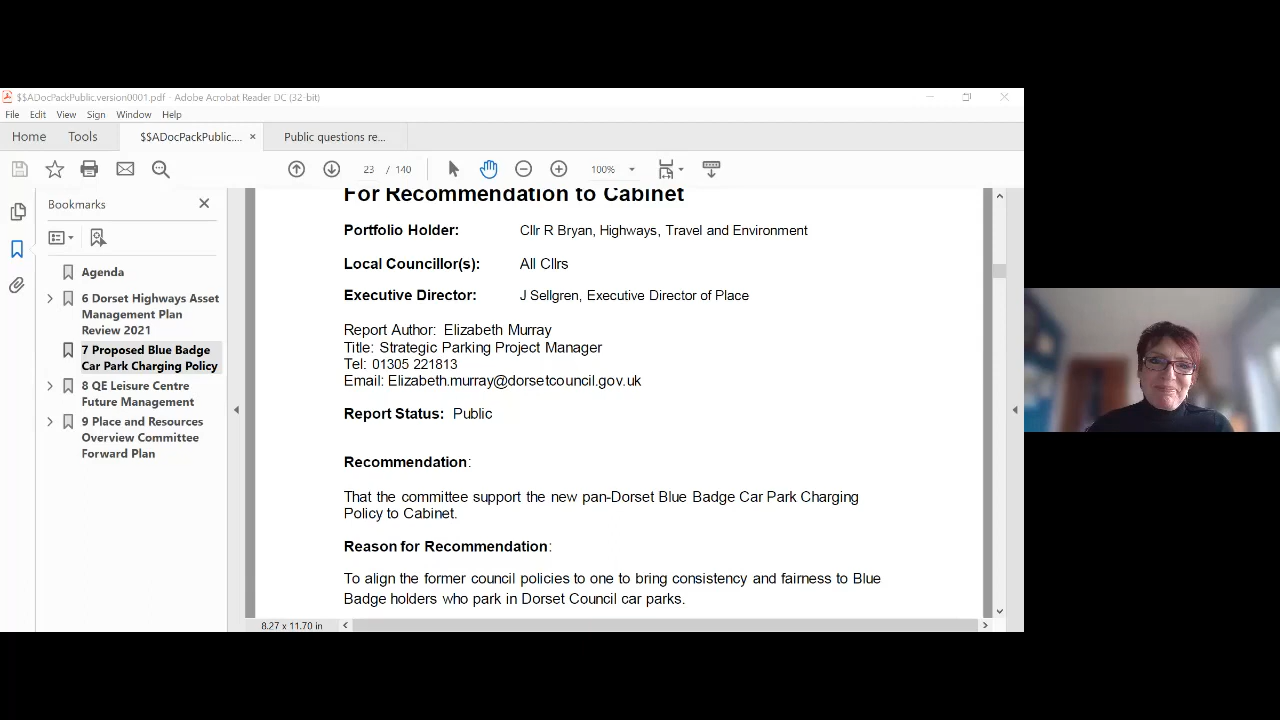 $$ADocPackPublic.version0001.pdf - Adobe Acrobat Reader DC (32-bit)
File Edit View Sign Window Help
Home Tools $$ADocPackPublic.... × Public questions re...
23 / 140 100%
Bookmarks
Agenda
6 Dorset Highways Asset
Management Plan
Review 2021
7 Proposed Blue Badge
Car Park Charging Policy
8 QE Leisure Centre
Future Management
9 Place and Resources
Overview Committee
Forward Plan
For Recommendation to Cabinet
Portfolio Holder: Cllr R Bryan, Highways, Travel and Environment
Local Councillor(s): All Cllrs
Executive Director: J Sellgren, Executive Director of Place
Report Author: Elizabeth Murray
Title: Strategic Parking Project Manager
Tel: 01305 221813
Email: Elizabeth.murray@dorsetcouncil.gov.uk
Report Status: Public
Recommendation:
That the committee support the new pan-Dorset Blue Badge Car Park Charging
Policy to Cabinet.
Reason for Recommendation:
To align the former council policies to one to bring consistency and fairness to Blue
Badge holders who park in Dorset Council car parks.
8.27 x 11.70 in